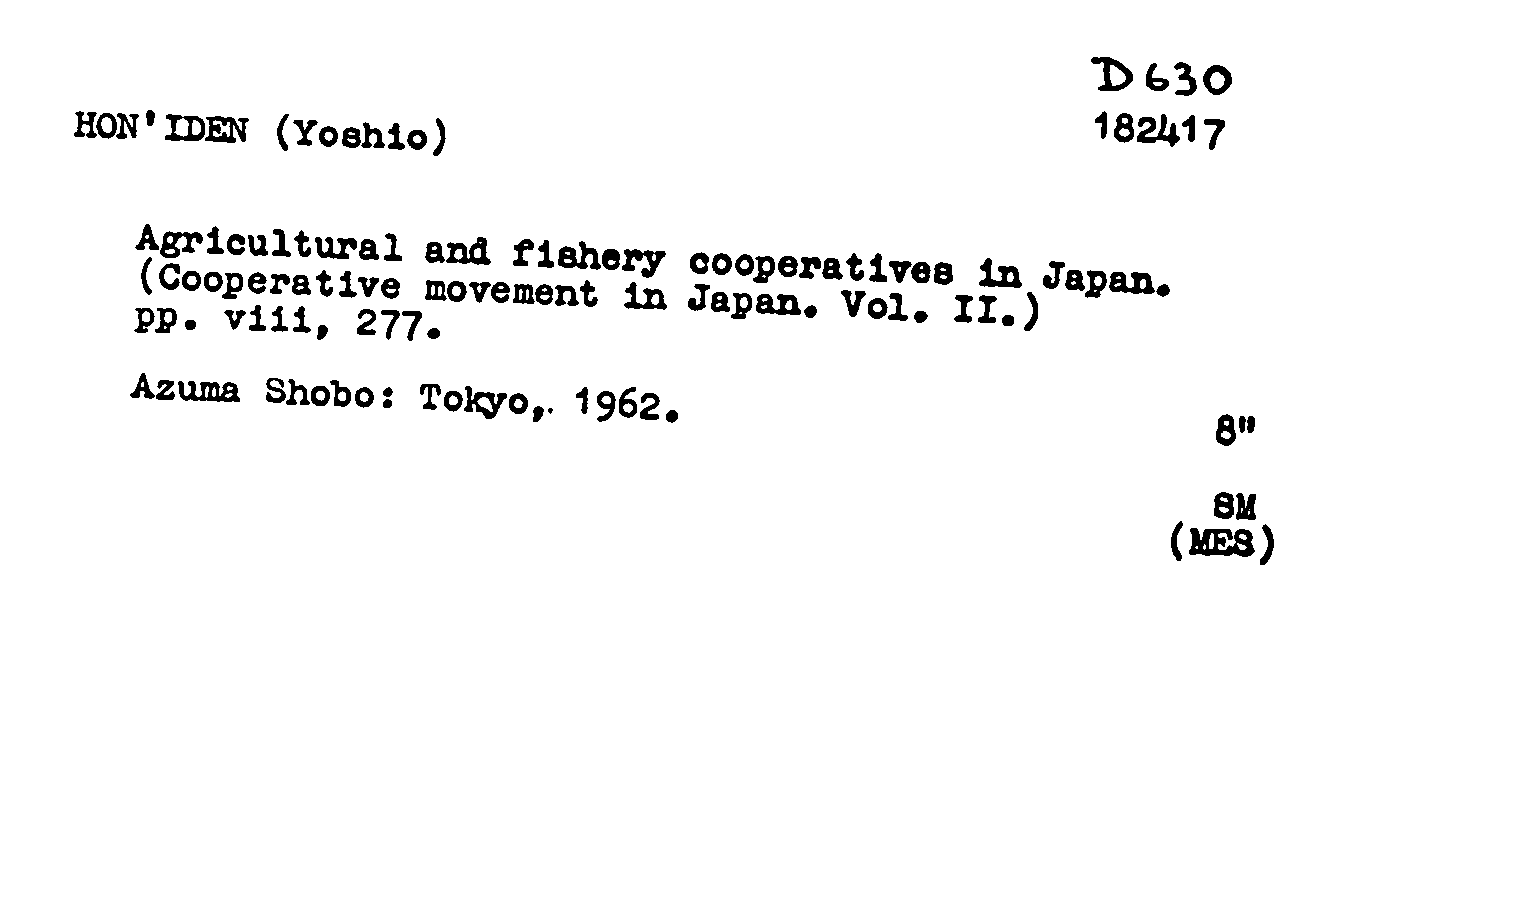 D 630
HON'IDEN (Yoshio)
182417
Agricultural and fishery cooperatives in Japan.
(Cooperative movement in Japan. Vol. II.)
pp. viii, 277.
Azuma Shobo: Tokyo, 1962.
8"
SM
(MES)